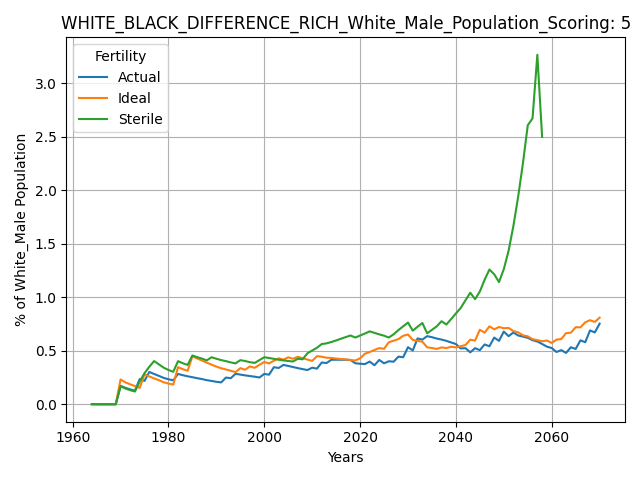 WHITE_BLACK_DIFFERENCE_RICH_White_Male_Population_Scoring: 5
Fertility
Actual
Ideal
Sterile
% of White_Male Population
3.0
2.5
2.0
1.5
1.0
0.5
0.0
1960 1980 2000 2020 2040 2060
Years